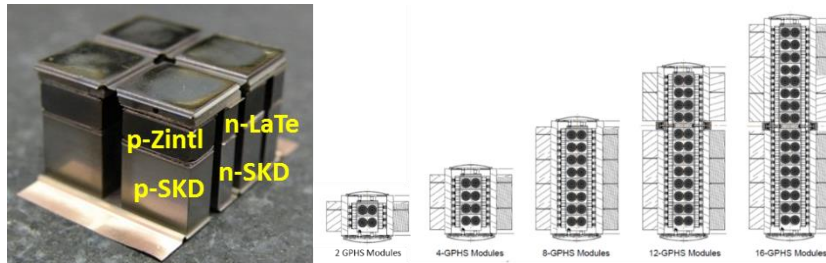 p-Zintl
n-LaTe
p-SKD
n-SKD
2 GPHS Modules
4-GPHS Modules
8-GPHS Modules
12-GPHS Modules
16-GPHS Modules